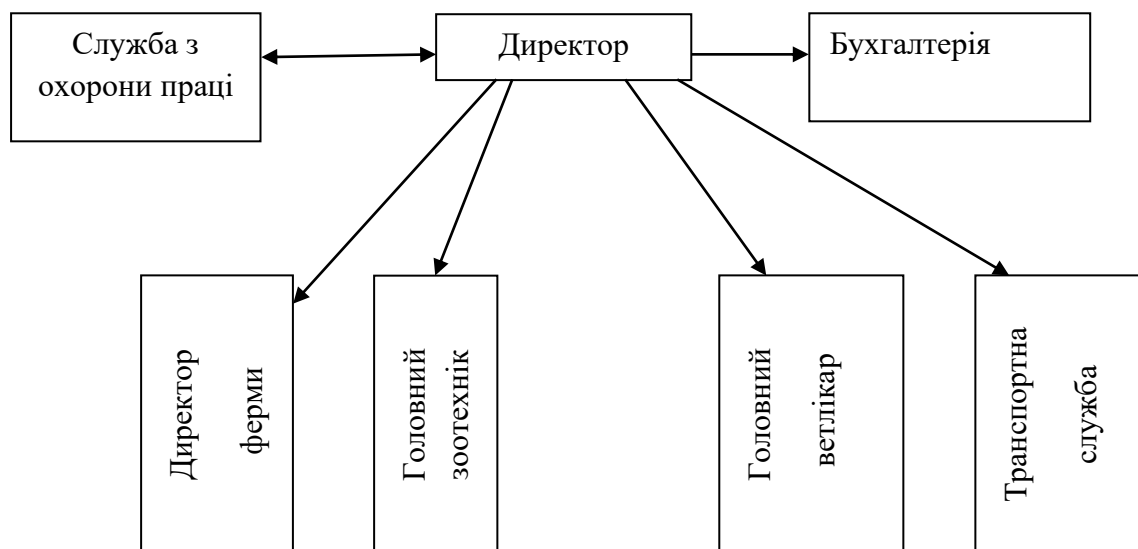 Служба з
охорони праці
Директор
Бухгалтерія
Директор
ферми
Головний
зоотехнік
Головний
ветлікар
Транспортна
служба